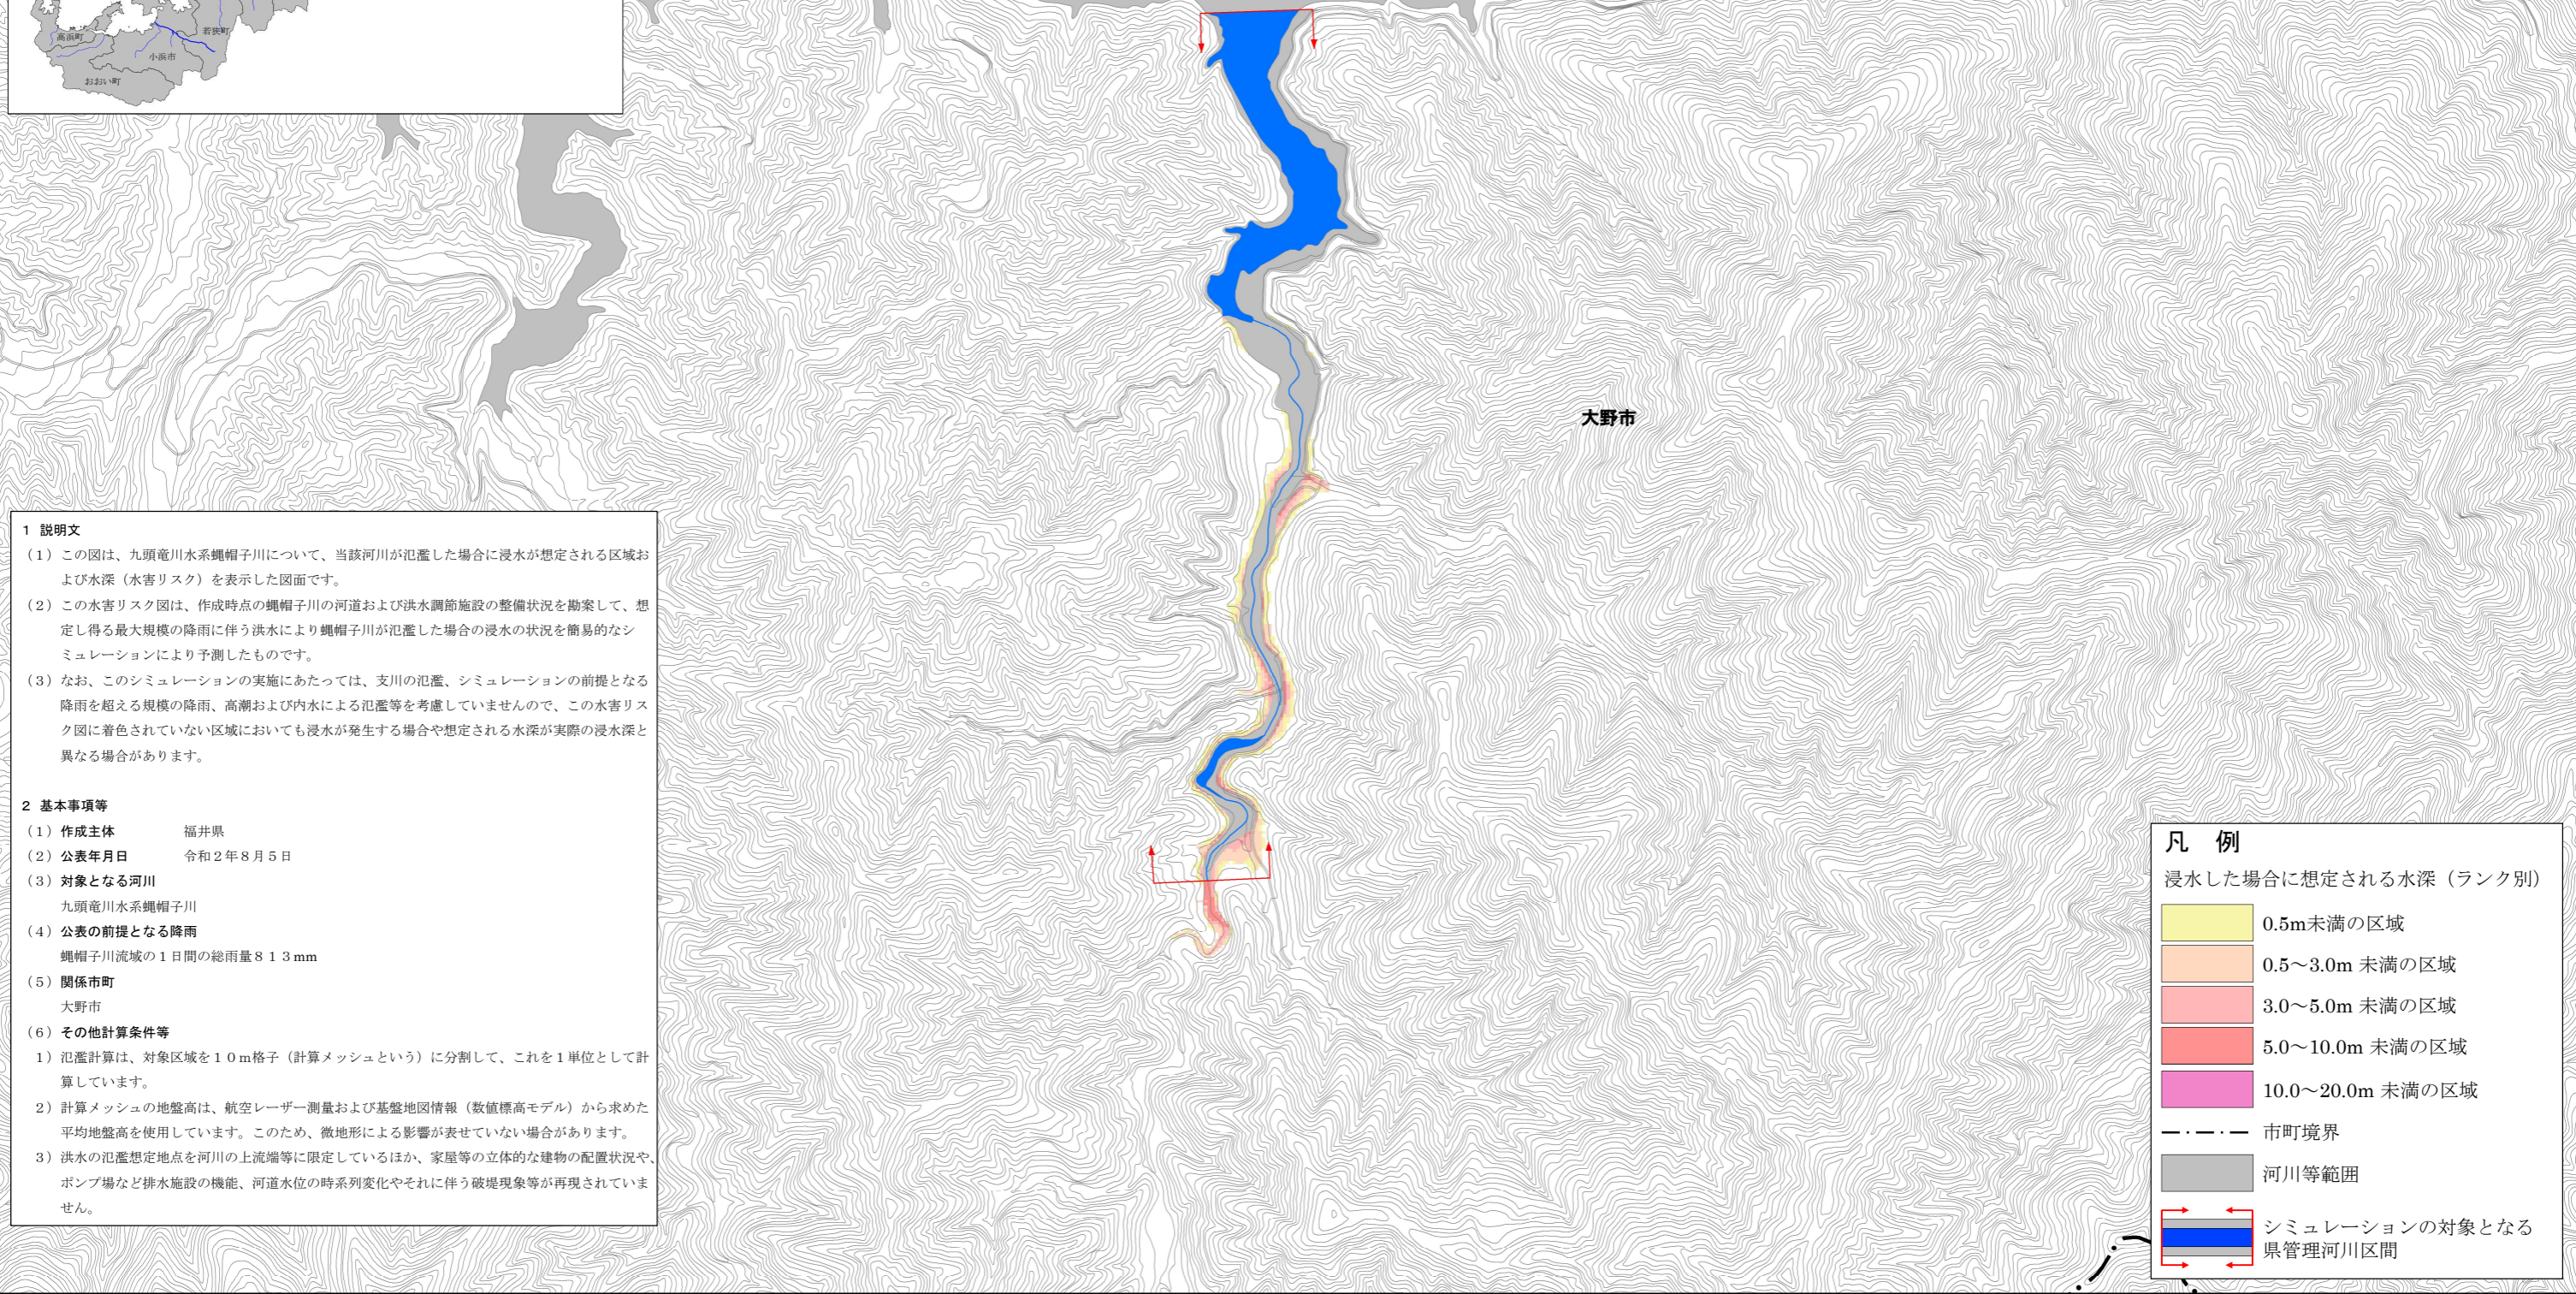 高浜町
若狭町
小浜市
おおい町
大野市
1 説明文
（1）この図は、九頭竜川水系蠅帽子川について、当該河川が氾濫した場合に浸水が想定される区域お
よび水深（水害リスク）を表示した図面です。
（2）この水害リスク図は、作成時点の蠅帽子川の河道および洪水調節施設の整備状況を勘案して、想
定し得る最大規模の降雨に伴う洪水により蠅帽子川が氾濫した場合の浸水の状況を簡易的なシ
ミュレーションにより予測したものです。
（3）なお、このシミュレーションの実施にあたっては、支川の氾濫、シミュレーションの前提となる
降雨を超える規模の降雨、高潮および内水による氾濫等を考慮していませんので、この水害リス
ク図に着色されていない区域においても浸水が発生する場合や想定される水深が実際の浸水深と
異なる場合があります。
2 基本事項等
（1）作成主体 福井県
（2）公表年月日 令和２年８月５日
（3）対象となる河川
九頭竜川水系蠅帽子川
（4）公表の前提となる降雨
蠅帽子川流域の１日間の総雨量８１３mm
（5）関係市町
大野市
（6）その他計算条件等
1）氾濫計算は、対象区域を１０ｍ格子（計算メッシュという）に分割して、これを１単位として計
算しています。
2）計算メッシュの地盤高は、航空レーザー測量および基盤地図情報（数値標高モデル）から求めた
平均地盤高を使用しています。このため、微地形による影響が表せていない場合があります。
3）洪水の氾濫想定地点を河川の上流端等に限定しているほか、家屋等の立体的な建物の配置状況や、
ポンプ場など排水施設の機能、河道水位の時系列変化やそれに伴う破堤現象等が再現されていま
せん。
凡 例
浸水した場合に想定される水深（ランク別）
0.5m未満の区域
0.5～3.0m 未満の区域
3.0～5.0m 未満の区域
5.0～10.0m 未満の区域
10.0～20.0m 未満の区域
市町境界
河川等範囲
シミュレーションの対象となる
県管理河川区間